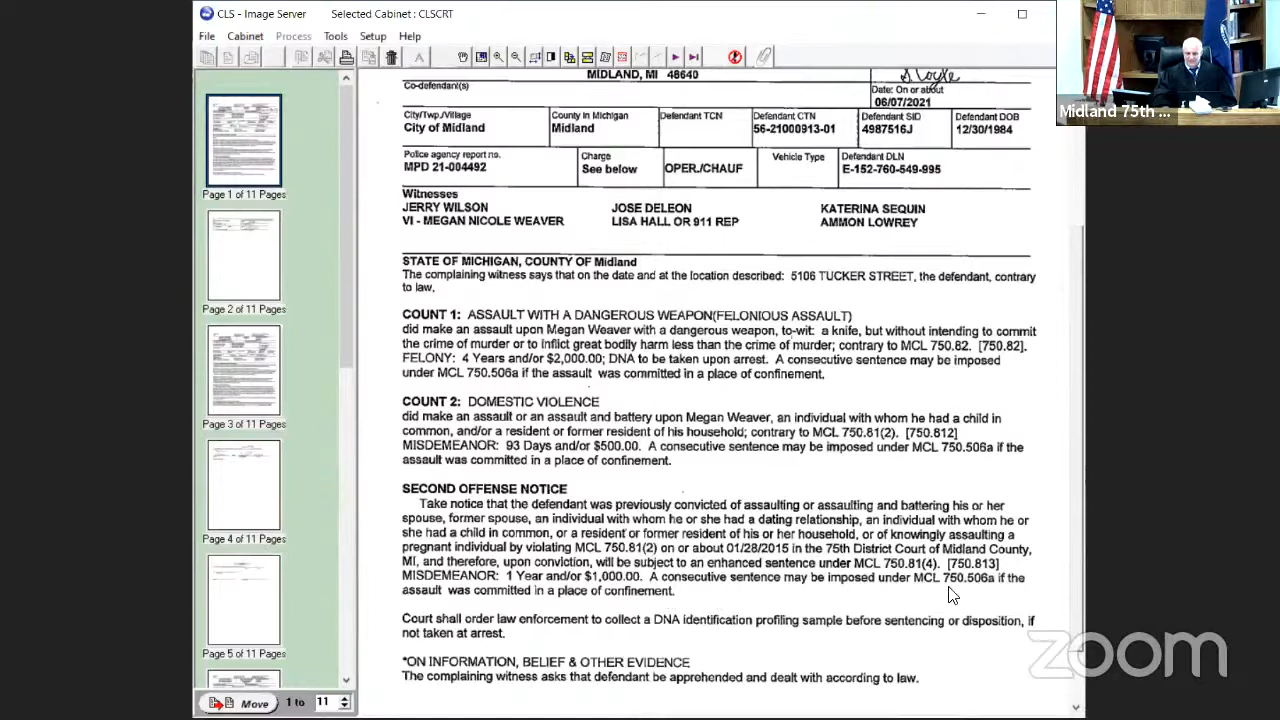 CLS - Image Server Selected Cabinet : CLSCRT
File Cabinet Process Tools Setup Help
MIDLAND, MI 48640
Co-defendant(s)
Date: On or about
06/07/2021
City/Twp./Village County in Michigan Defendant TCN Defendant CTN Defendant SID Defendant DOB
City of Midland Midland 56-21000913-01 4987516J 12/30/1984
Police agency report no. Charge Vehicle Type Defendant DLN
MPD 21-004492 See below OPER./CHAUF E-152-760-549-995
Witnesses
JERRY WILSON JOSE DELEON KATERINA SEQUIN
VI - MEGAN NICOLE WEAVER LISA HALL OR 911 REP AMMON LOWREY
STATE OF MICHIGAN, COUNTY OF Midland
The complaining witness says that on the date and at the location described: 5106 TUCKER STREET, the defendant, contrary
to law,
COUNT 1: ASSAULT WITH A DANGEROUS WEAPON(FELONIOUS ASSAULT)
did make an assault upon Megan Weaver with a dangerous weapon, to-wit: a knife, but without intending to commit
the crime of murder or to inflict great bodily harm less than the crime of murder; contrary to MCL 750.82. [750.82].
FELONY: 4 Years and/or $2,000.00; DNA to be taken upon arrest. A consecutive sentence may be imposed
under MCL 750.506a if the assault was committed in a place of confinement.
COUNT 2: DOMESTIC VIOLENCE
did make an assault or an assault and battery upon Megan Weaver, an individual with whom he had a child in
common, and/or a resident or former resident of his household; contrary to MCL 750.81(2). [750.812]
MISDEMEANOR: 93 Days and/or $500.00. A consecutive sentence may be imposed under MCL 750.506a if the
assault was committed in a place of confinement.
SECOND OFFENSE NOTICE
Take notice that the defendant was previously convicted of assaulting or assaulting and battering his or her
spouse, former spouse, an individual with whom he or she had a dating relationship, an individual with whom he or
she had a child in common, or a resident or former resident of his or her household, or of knowingly assaulting a
pregnant individual by violating MCL 750.81(2) on or about 01/28/2015 in the 75th District Court of Midland County,
MI, and therefore, upon conviction, will be subject to an enhanced sentence under MCL 750.81(4). [750.813]
MISDEMEANOR: 1 Year and/or $1,000.00. A consecutive sentence may be imposed under MCL 750.506a if the
assault was committed in a place of confinement.
Court shall order law enforcement to collect a DNA identification profiling sample before sentencing or disposition, if
not taken at arrest.
*ON INFORMATION, BELIEF & OTHER EVIDENCE
The complaining witness asks that defendant be apprehended and dealt with according to law.
Page 1 of 11 Pages
Page 2 of 11 Pages
Page 3 of 11 Pages
Page 4 of 11 Pages
Page 5 of 11 Pages
Move 1 to 11
Midland 75th ...
zoom